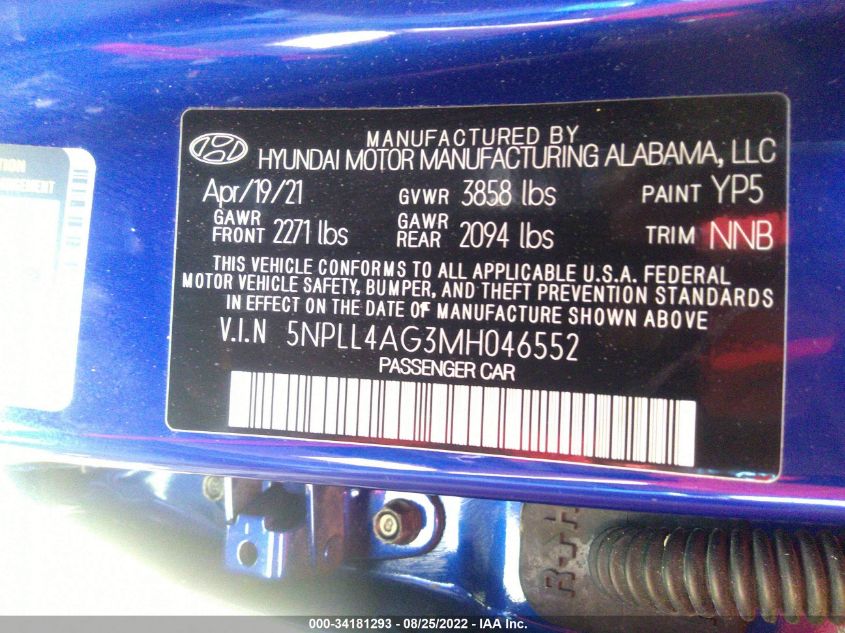 MANUFACTURED BY
HYUNDAI MOTOR MANUFACTURING ALABAMA, LLC
Apr/19/21 GVWR 3858 lbs PAINT YP5
GAWR FRONT 2271 lbs GAWR REAR 2094 lbs TRIM NNB
THIS VEHICLE CONFORMS TO ALL APPLICABLE U.S.A. FEDERAL
MOTOR VEHICLE SAFETY, BUMPER, AND THEFT PREVENTION STANDARDS
IN EFFECT ON THE DATE OF MANUFACTURE SHOWN ABOVE.
V.I.N 5NPLL4AG3MH046552
PASSENGER CAR
000-34181293 - 08/25/2022 - IAA Inc.